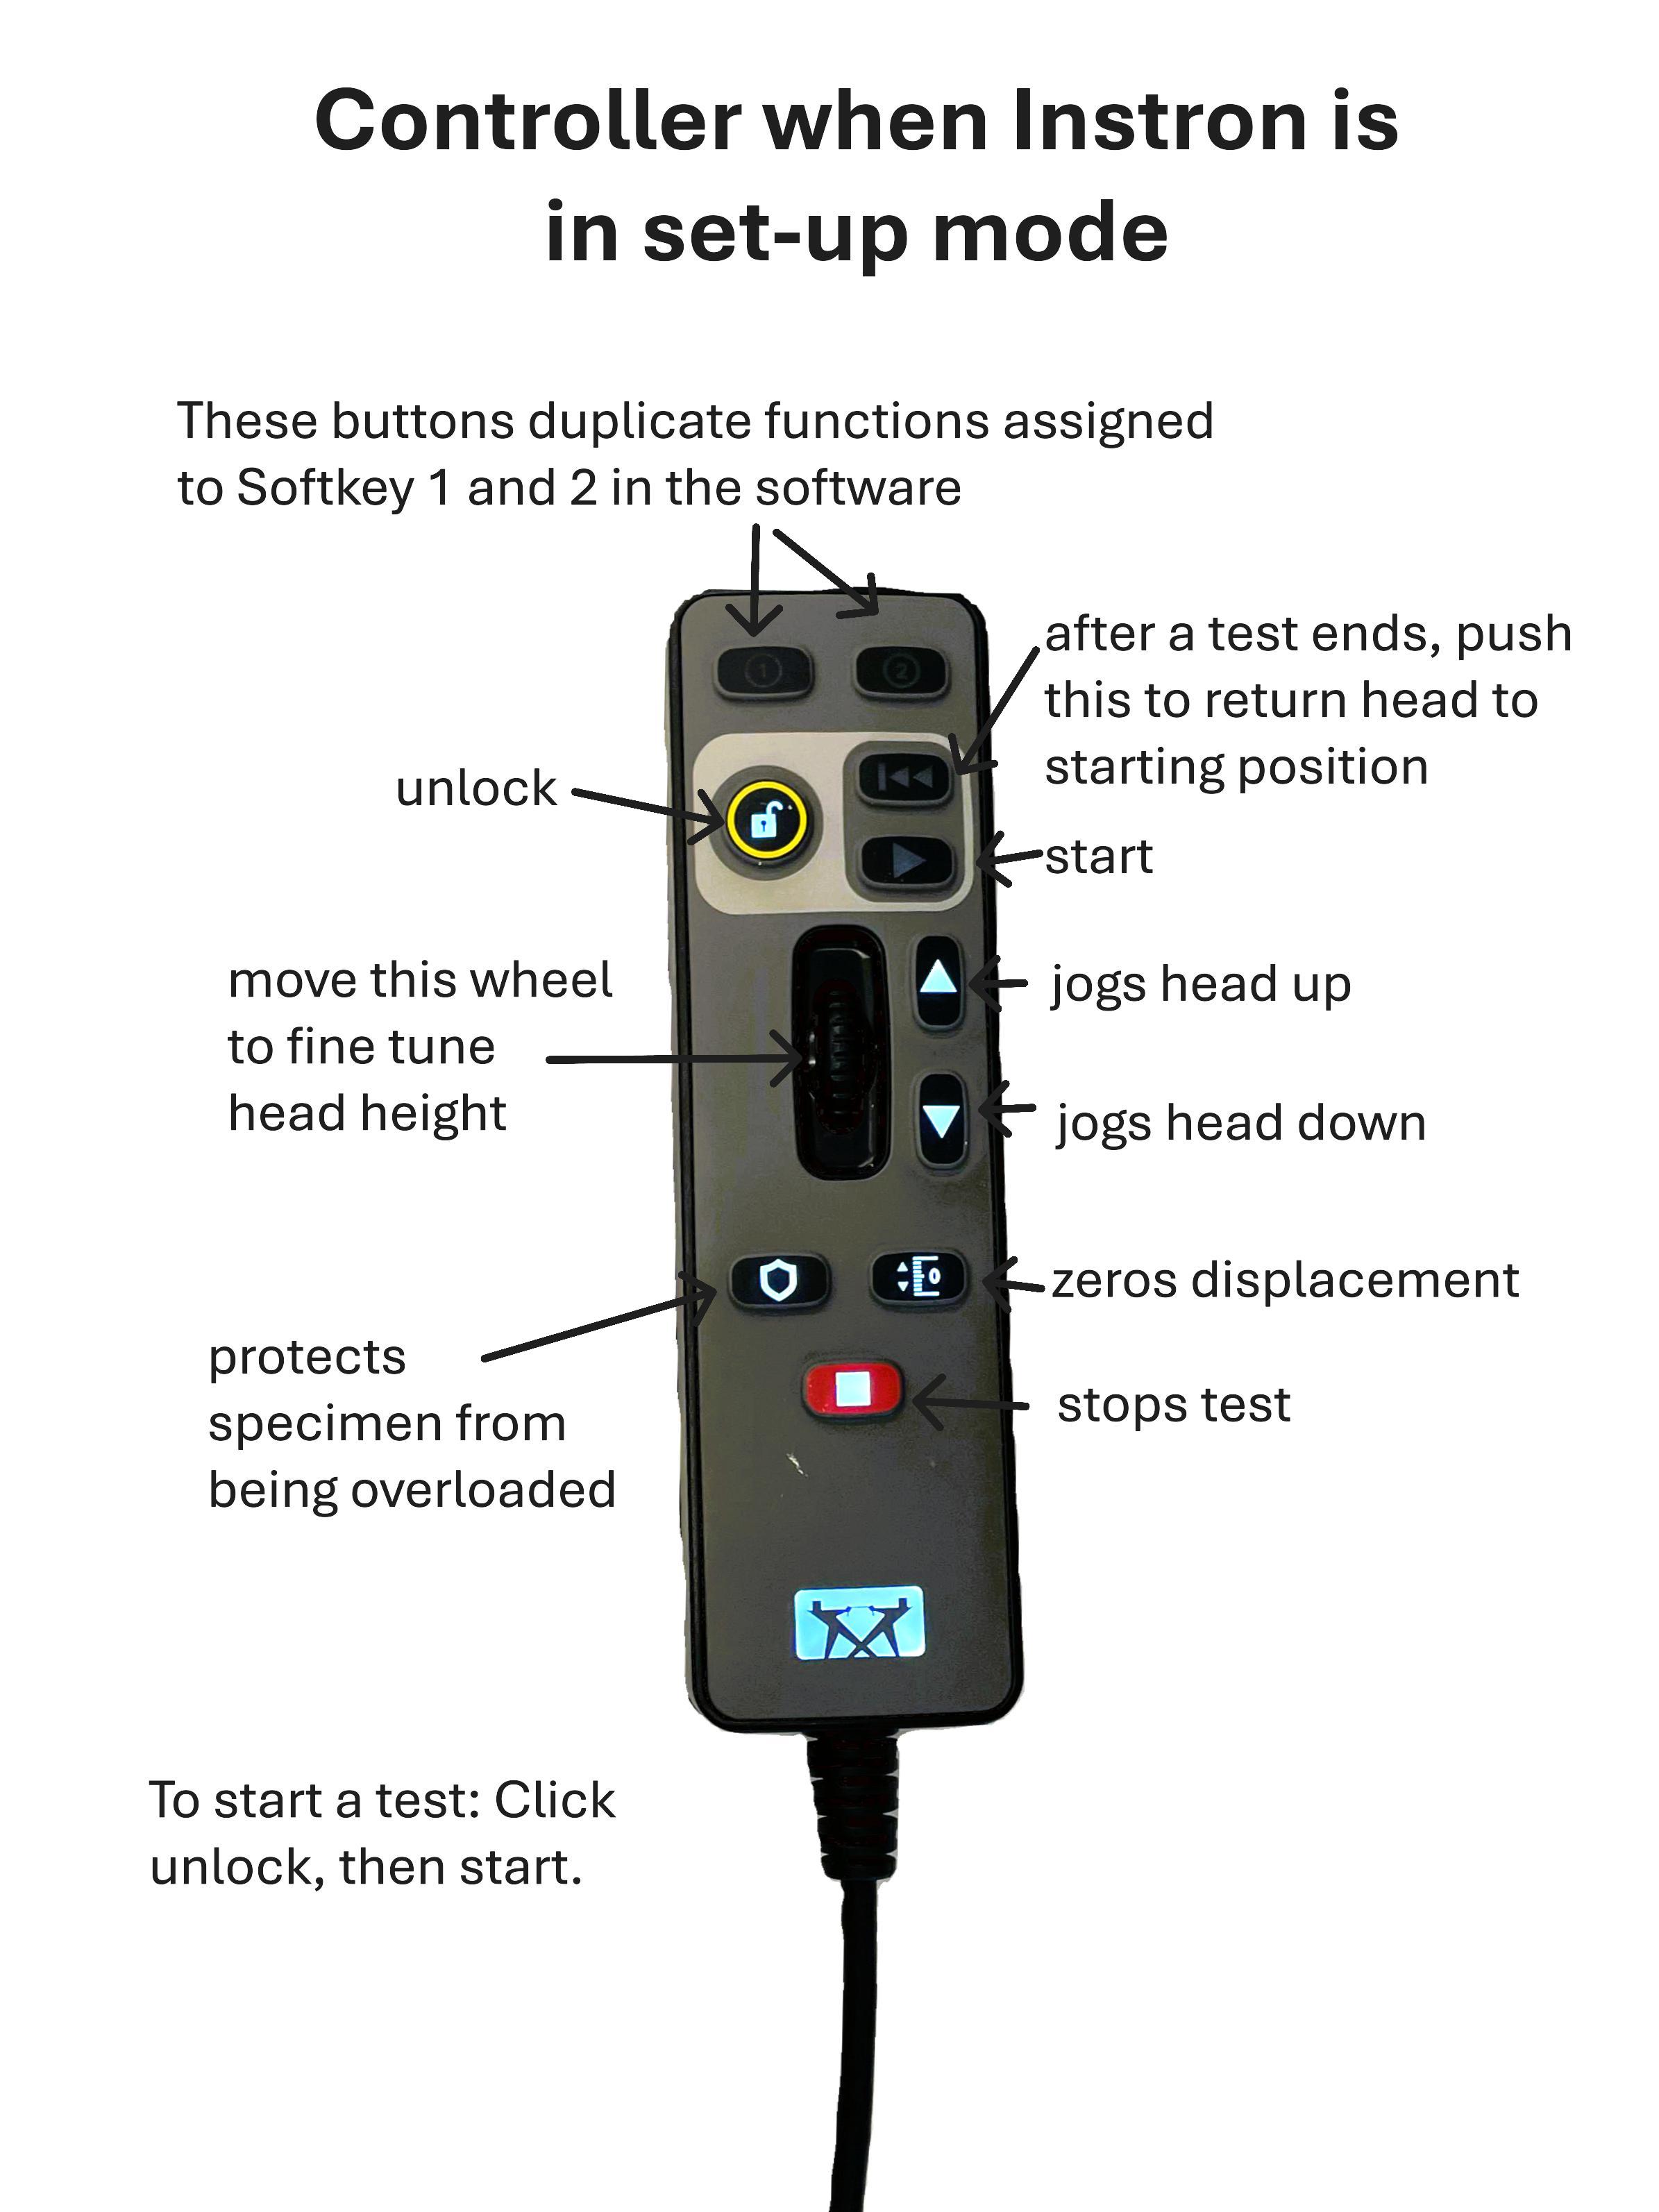 Controller when Instron is
in set-up mode
These buttons duplicate functions assigned
to Softkey 1 and 2 in the software
1
2
after a test ends, push
this to return head to
starting position
unlock
start
move this wheel
to fine tune
head height
jogs head up
jogs head down
0
zeros displacement
protects
specimen from
being overloaded
stops test
To start a test: Click
unlock, then start.